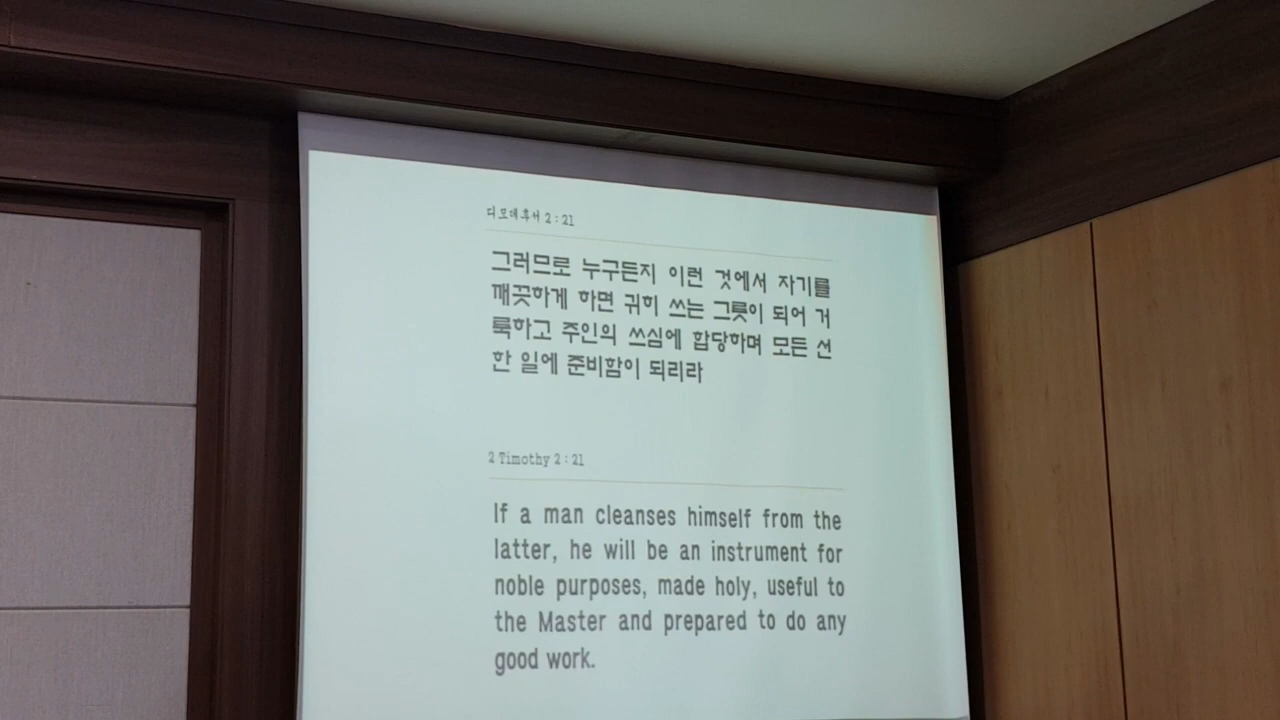 디모데후서 2 : 21
그러므로 누구든지 이런 것에서 자기를
깨끗하게 하면 귀히 쓰는 그릇이 되어 거
룩하고 주인의 쓰심에 합당하며 모든 선
한 일에 준비함이 되리라
2 Timothy 2 : 21
If a man cleanses himself from the
latter, he will be an instrument for
noble purposes, made holy, useful to
the Master and prepared to do any
good work.